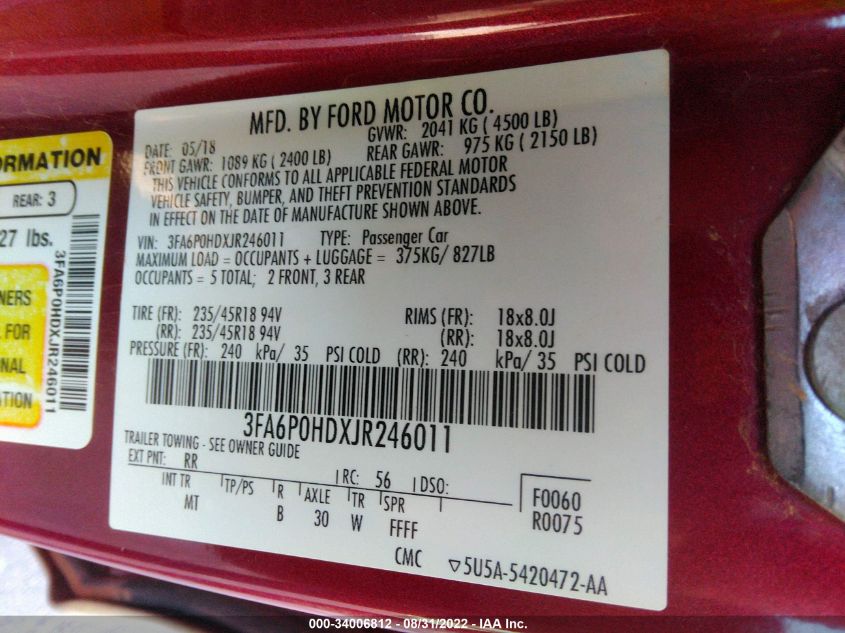 MFD. BY FORD MOTOR CO.
DATE: 05/18 GVWR: 2041 KG ( 4500 LB)
FRONT GAWR: 1089 KG ( 2400 LB) REAR GAWR: 975 KG ( 2150 LB)
THIS VEHICLE CONFORMS TO ALL APPLICABLE FEDERAL MOTOR
VEHICLE SAFETY, BUMPER, AND THEFT PREVENTION STANDARDS
IN EFFECT ON THE DATE OF MANUFACTURE SHOWN ABOVE.
VIN: 3FA6P0HDXJR246011 TYPE: Passenger Car
MAXIMUM LOAD = OCCUPANTS + LUGGAGE = 375KG/ 827LB
OCCUPANTS = 5 TOTAL; 2 FRONT, 3 REAR
TIRE (FR): 235/45R18 94V RIMS (FR): 18x8.0J
(RR): 235/45R18 94V (RR): 18x8.0J
PRESSURE (FR): 240 kPa/ 35 PSI COLD (RR): 240 kPa/ 35 PSI COLD
3FA6P0HDXJR246011
TRAILER TOWING - SEE OWNER GUIDE
EXT PNT: RR RC: 56 DSO:
INT TR TP/PS R AXLE TR SPR
MT B 30 W FFFF
F0060
R0075
CMC ▽5U5A-5420472-AA
ORMATION
REAR: 3
27 lbs.
NERS
L FOR
NAL
ATION
3FA6P0HDXJR246011
000-34006812 - 08/31/2022 - IAA Inc.